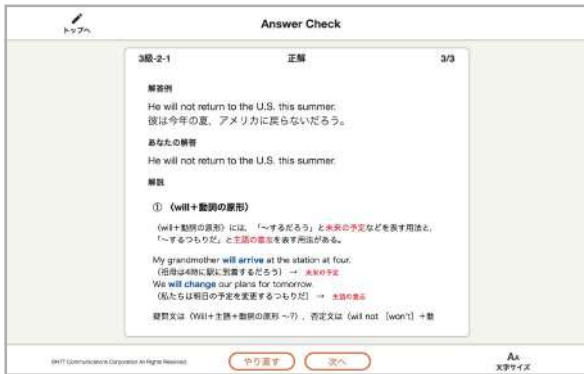 トップへ
Answer Check
3級-2-1 正解 3/3
解答例
He will not return to the U.S. this summer.
彼は今年の夏、アメリカに戻らないだろう。
あなたの解答
He will not return to the U.S. this summer.
解説
① 〈will+動詞の原形〉
〈will+動詞の原形〉には、「〜するだろう」と未来の予定などを表す用法と、
「〜するつもりだ」と主語の意志を表す用法がある。
My grandmother will arrive at the station at four.
(祖母は4時に駅に到着するだろう) → 未来の予定
We will change our plans for tomorrow.
(私たちは明日の予定を変更するつもりだ) → 主語の意志
疑問文は〈Will+主語+動詞の原形 〜?〉、否定文は〈will not [won't] +動
©NTT Communications Corporation All Rights Reserved.
やり直す
次へ
AA
文字サイズ